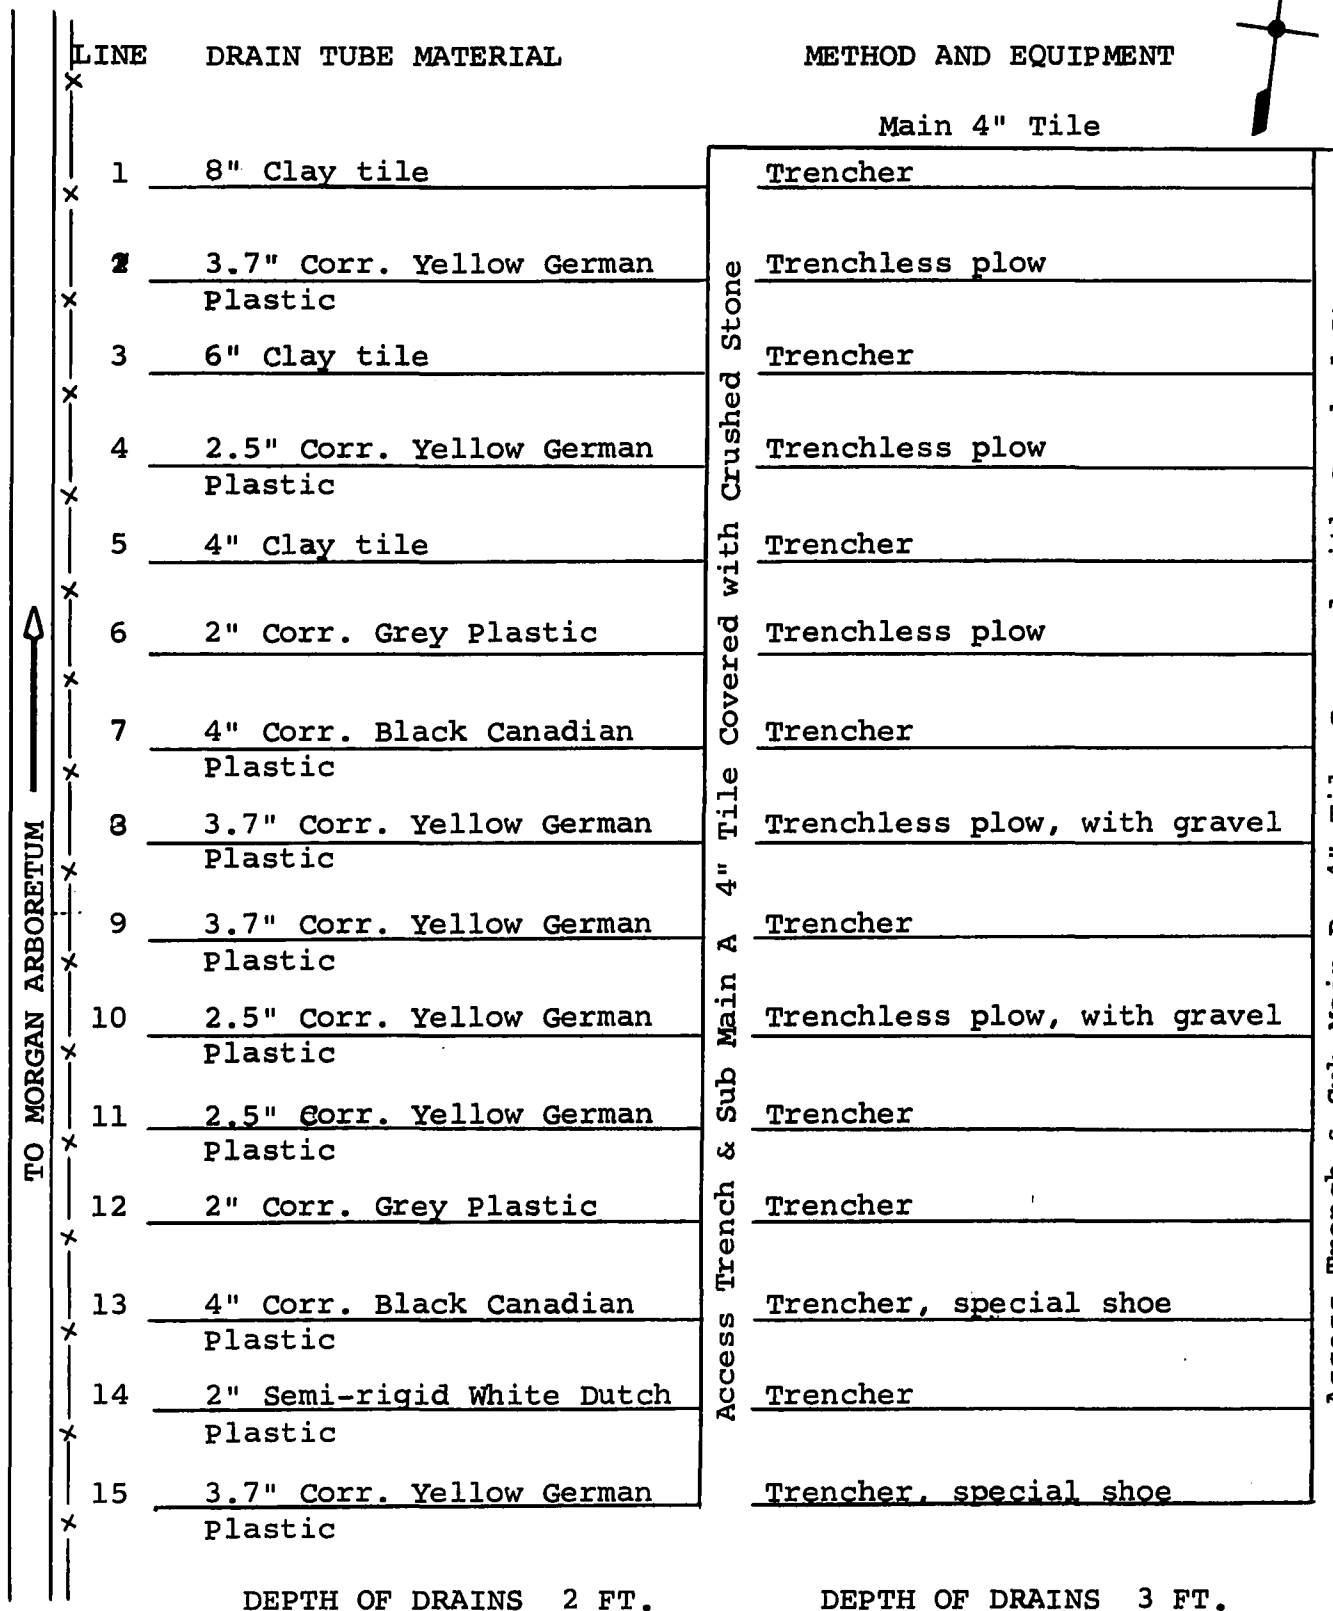 LINE DRAIN TUBE MATERIAL METHOD AND EQUIPMENT
Main 4" Tile
1 8" Clay tile Trencher
2 3.7" Corr. Yellow German Trenchless plow
Plastic
3 6" Clay tile Trencher
4 2.5" Corr. Yellow German Trenchless plow
Plastic
5 4" Clay tile Trencher
6 2" Corr. Grey Plastic Trenchless plow
7 4" Corr. Black Canadian Trencher
Plastic
8 3.7" Corr. Yellow German Trenchless plow, with gravel
Plastic
9 3.7" Corr. Yellow German Trencher
Plastic
10 2.5" Corr. Yellow German Trenchless plow, with gravel
Plastic
11 2.5" Corr. Yellow German Trencher
Plastic
12 2" Corr. Grey Plastic Trencher
13 4" Corr. Black Canadian Trencher, special shoe
Plastic
14 2" Semi-rigid White Dutch Trencher
Plastic
15 3.7" Corr. Yellow German Trencher, special shoe
Plastic
DEPTH OF DRAINS 2 FT. DEPTH OF DRAINS 3 FT.
TO MORGAN ARBORETUM
Access Trench & Sub Main A 4" Tile Covered with Crushed Stone